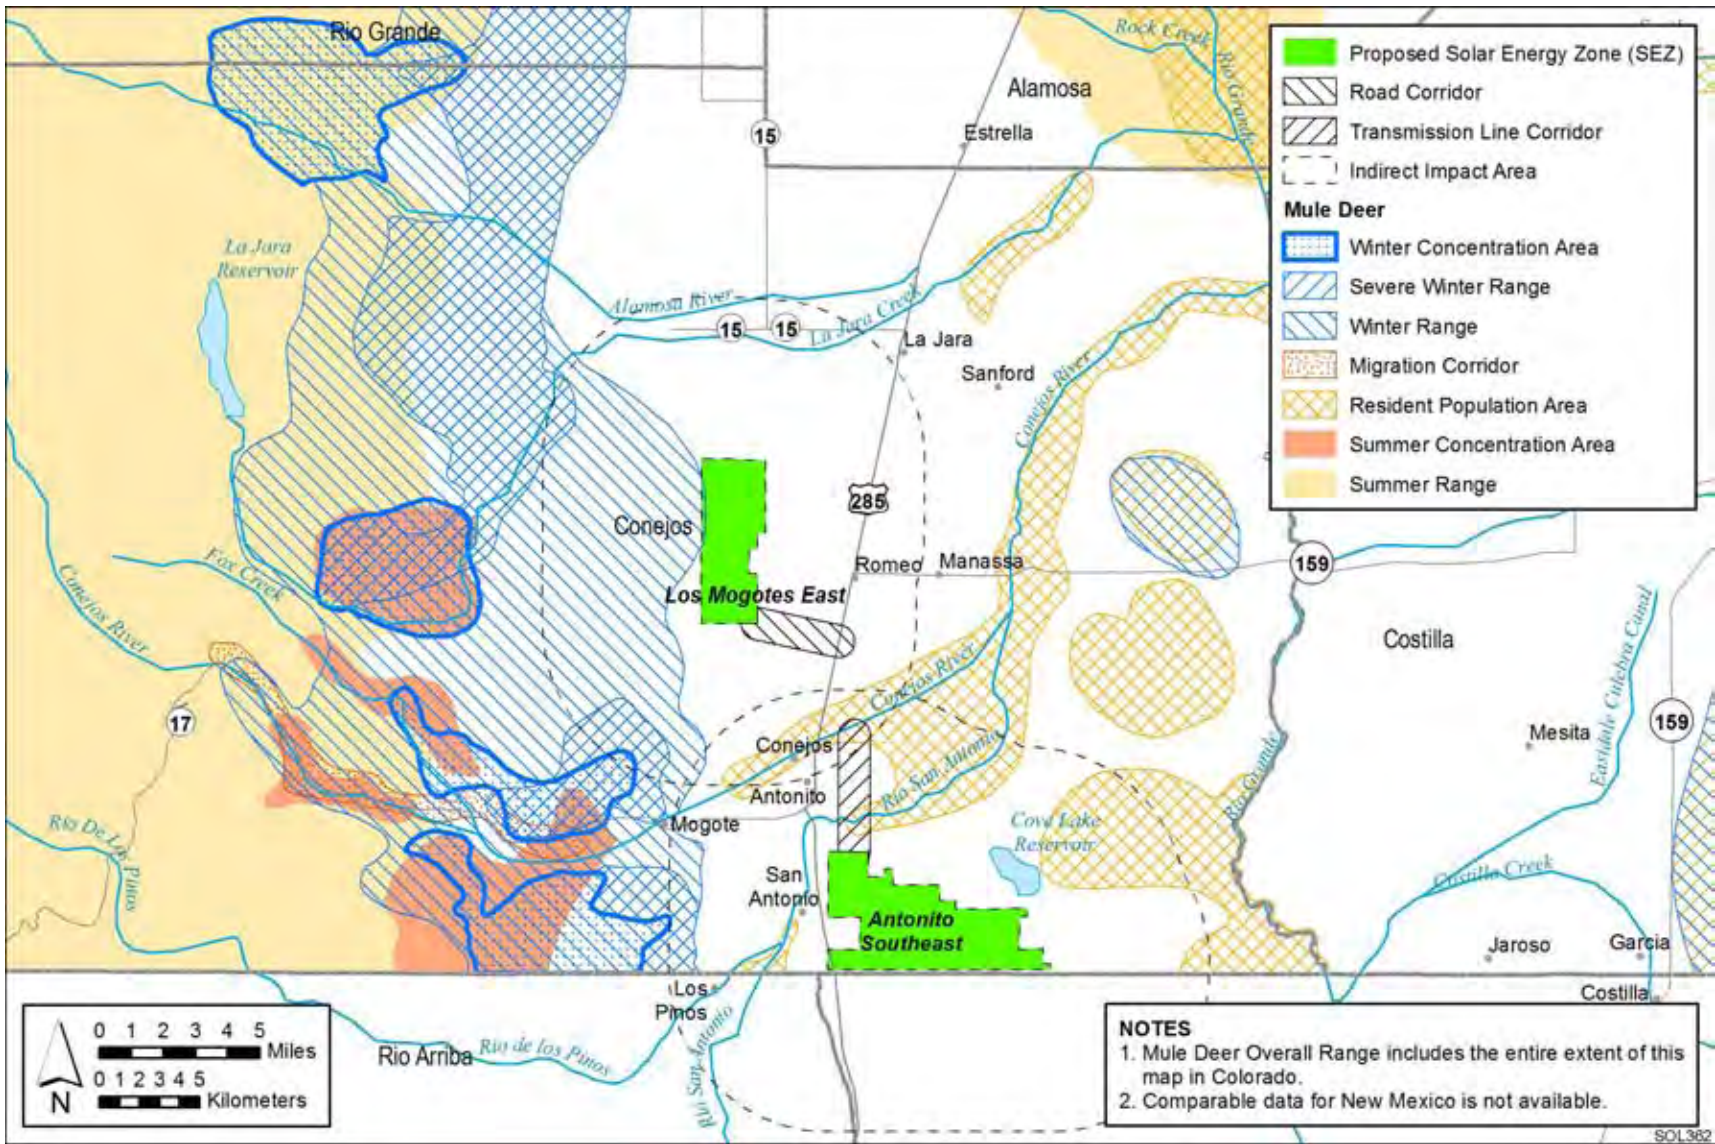 Rio Grande
Rock Creek
Rio Grande
Alamosa
Estrella
15
La Jara
Reservoir
Alamosa River
15
15
La Jara Creek
La Jara
Sanford
Conejos River
285
Conejos
Romeo
Manassa
159
Los Mogotes East
Fox Creek
Conejos River
Conejos River
17
Costilla
Eastdale Culebra Canal
159
Mesita
Conejos
Antonito
Mogote
Rio San Antonio
Rio Grande
Cove Lake
Reservoir
Rio De Los Pinos
San
Antonio
Antonito
Southeast
Costilla Creek
Jaroso
Garcia
Costilla
Los
Pinos
Rio San Antonio
Rio Arriba
Rio de los Pinos
Proposed Solar Energy Zone (SEZ)
Road Corridor
Transmission Line Corridor
Indirect Impact Area
Mule Deer
Winter Concentration Area
Severe Winter Range
Winter Range
Migration Corridor
Resident Population Area
Summer Concentration Area
Summer Range
0 1 2 3 4 5
Miles
0 1 2 3 4 5
Kilometers
N
NOTES
1. Mule Deer Overall Range includes the entire extent of this
map in Colorado.
2. Comparable data for New Mexico is not available.
SOL362